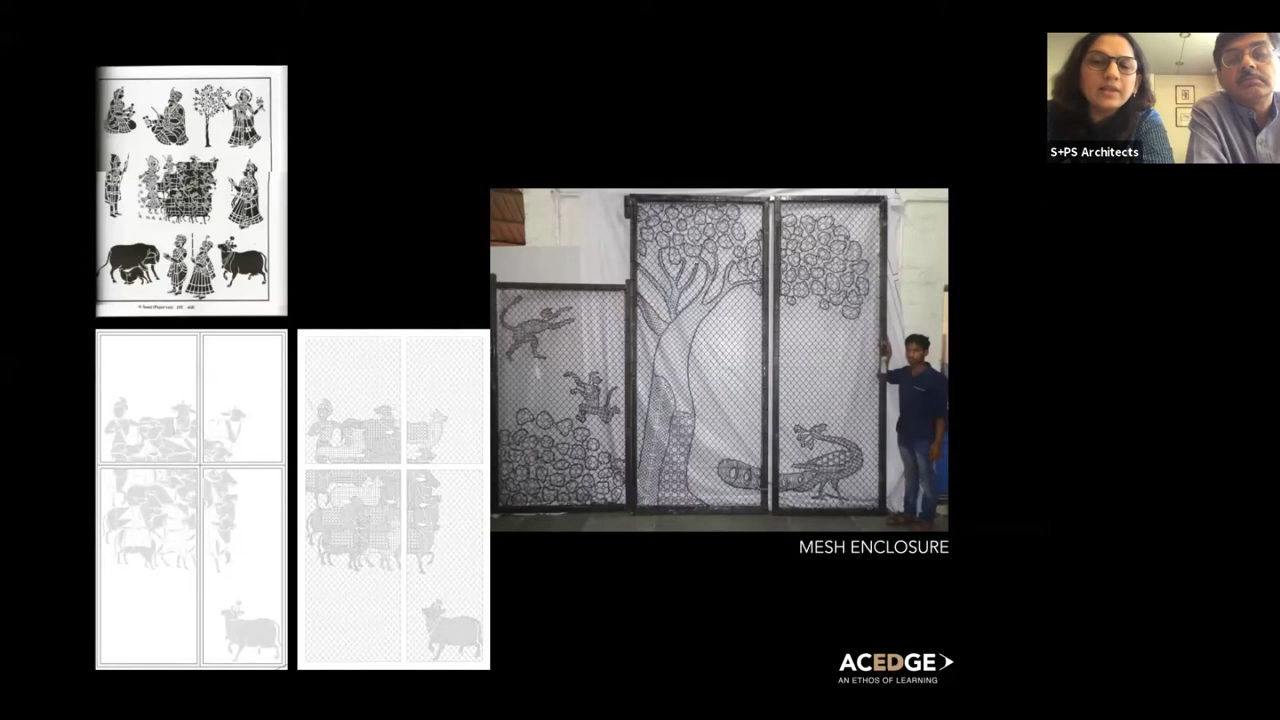 S+PS Architects
MESH ENCLOSURE
ACEDGE
AN ETHOS OF LEARNING